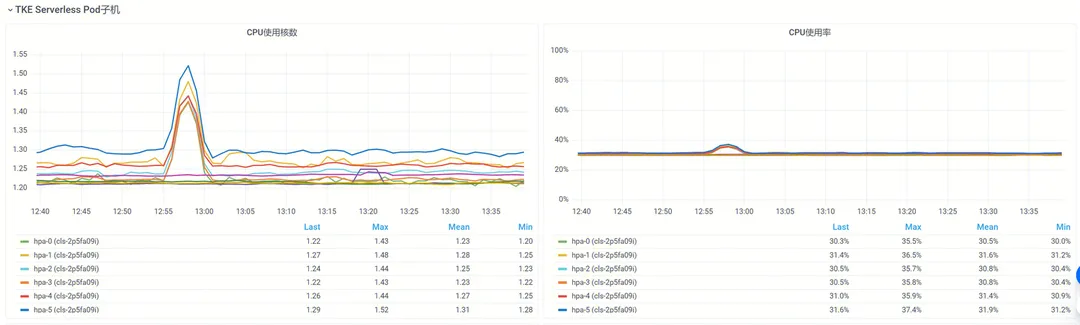 TKE Serverless Pod子机
CPU使用核数
1.55
1.50
1.45
1.40
1.35
1.30
1.25
1.20
12:40 12:45 12:50 12:55 13:00 13:05 13:10 13:15 13:20 13:25 13:30 13:35
Last Max Mean Min
hpa-0 (cls-2p5fa09i) 1.22 1.43 1.23 1.20
hpa-1 (cls-2p5fa09i) 1.27 1.48 1.28 1.25
hpa-2 (cls-2p5fa09i) 1.24 1.44 1.25 1.23
hpa-3 (cls-2p5fa09i) 1.22 1.43 1.23 1.22
hpa-4 (cls-2p5fa09i) 1.26 1.44 1.27 1.25
hpa-5 (cls-2p5fa09i) 1.29 1.52 1.31 1.28
CPU使用率
100%
80%
60%
40%
20%
0%
12:40 12:45 12:50 12:55 13:00 13:05 13:10 13:15 13:20 13:25 13:30 13:35
Last Max Mean Min
hpa-0 (cls-2p5fa09i) 30.3% 35.5% 30.5% 30.0%
hpa-1 (cls-2p5fa09i) 31.4% 36.5% 31.6% 31.2%
hpa-2 (cls-2p5fa09i) 30.5% 35.7% 30.8% 30.4%
hpa-3 (cls-2p5fa09i) 30.5% 35.8% 30.8% 30.4%
hpa-4 (cls-2p5fa09i) 31.0% 35.9% 31.4% 30.9%
hpa-5 (cls-2p5fa09i) 31.6% 37.4% 31.9% 31.2%